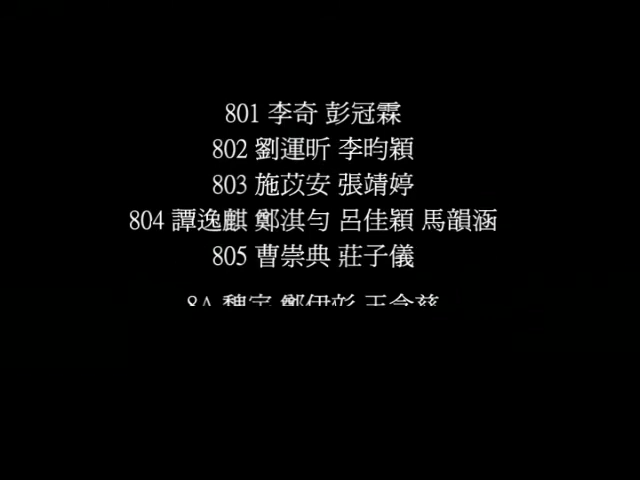 801 李奇 彭冠霖
802 劉運昕 李昀穎
803 施苡安 張靖婷
804 譚逸麒 鄭淇勻 呂佳穎 馬韻涵
805 曹崇典 莊子儀
8A